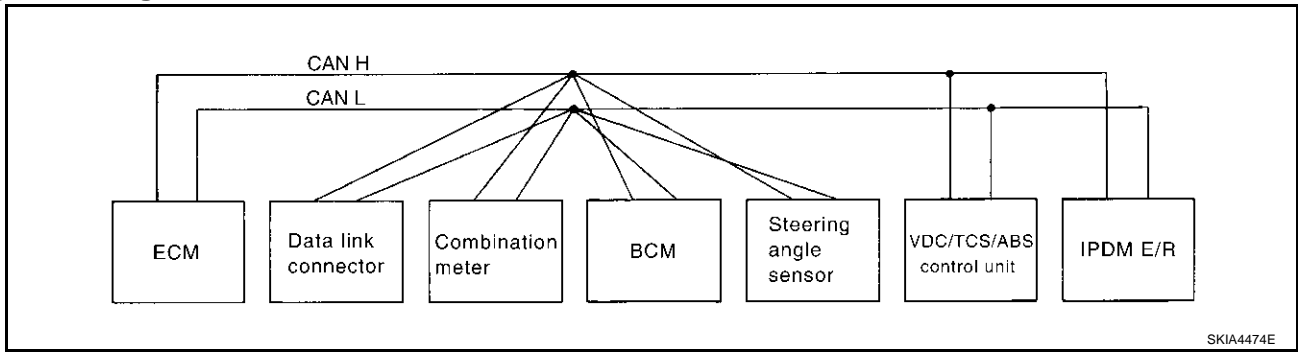 CAN H
CAN L
ECM
Data link
connector
Combination
meter
BCM
Steering
angle
sensor
VDC/TCS/ABS
control unit
IPDM E/R
SKIA4474E